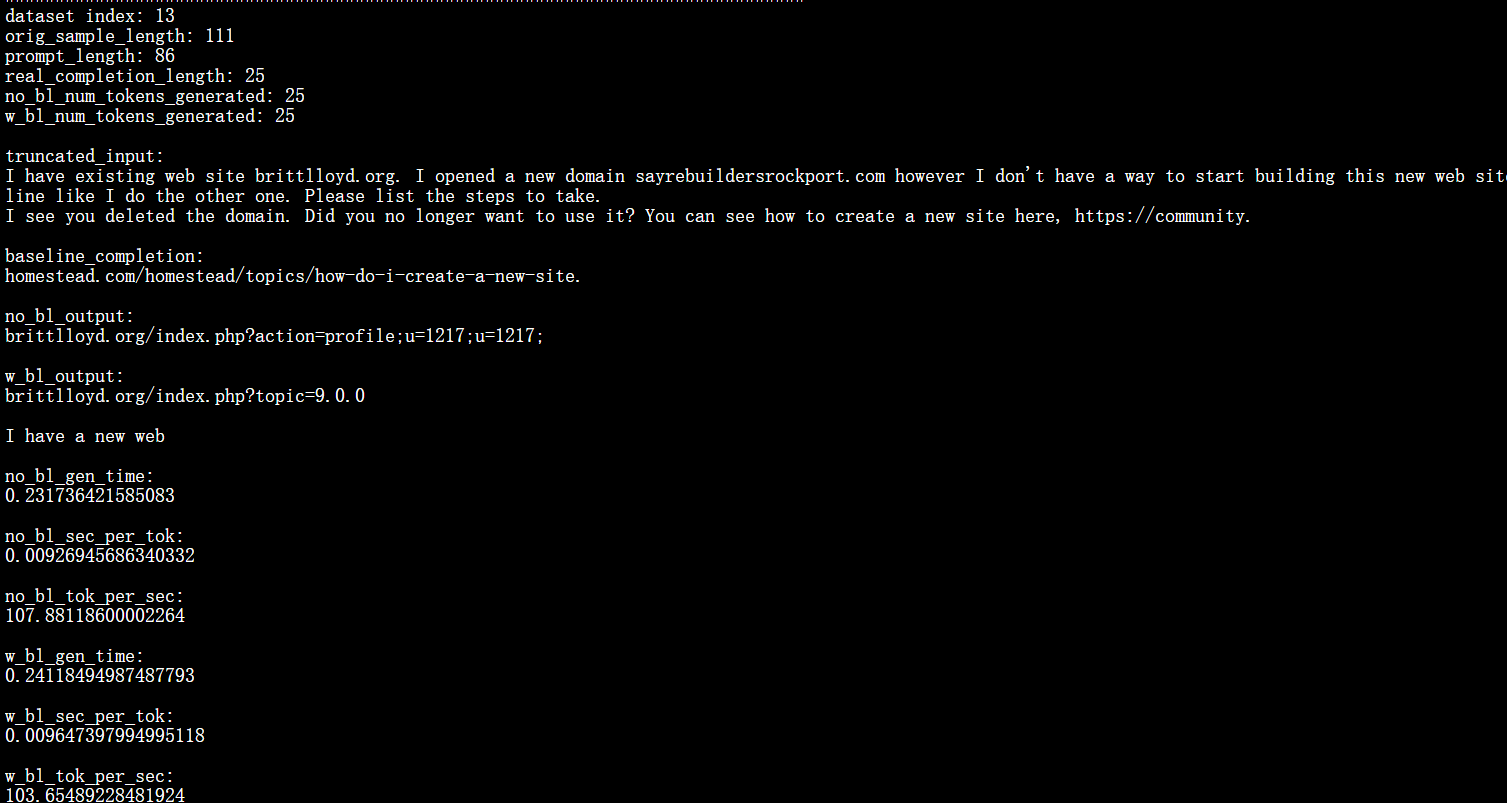 dataset index: 13
orig_sample_length: 111
prompt_length: 86
real_completion_length: 25
no_bl_num_tokens_generated: 25
w_bl_num_tokens_generated: 25
truncated_input:
I have existing web site brittlloyd.org. I opened a new domain sayrebuildersrockport.com however I don't have a way to start building this new web sit
line like I do the other one. Please list the steps to take.
I see you deleted the domain. Did you no longer want to use it? You can see how to create a new site here, https://community.
baseline_completion:
homestead.com/homestead/topics/how-do-i-create-a-new-site.
no_bl_output:
brittlloyd.org/index.php?action=profile;u=1217;u=1217;
w_bl_output:
brittlloyd.org/index.php?topic=9.0.0
I have a new web
no_bl_gen_time:
0.231736421585083
no_bl_sec_per_tok:
0.00926945686340332
no_bl_tok_per_sec:
107.88118600002264
w_bl_gen_time:
0.24118494987487793
w_bl_sec_per_tok:
0.009647397994995118
w_bl_tok_per_sec:
103.65489228481924